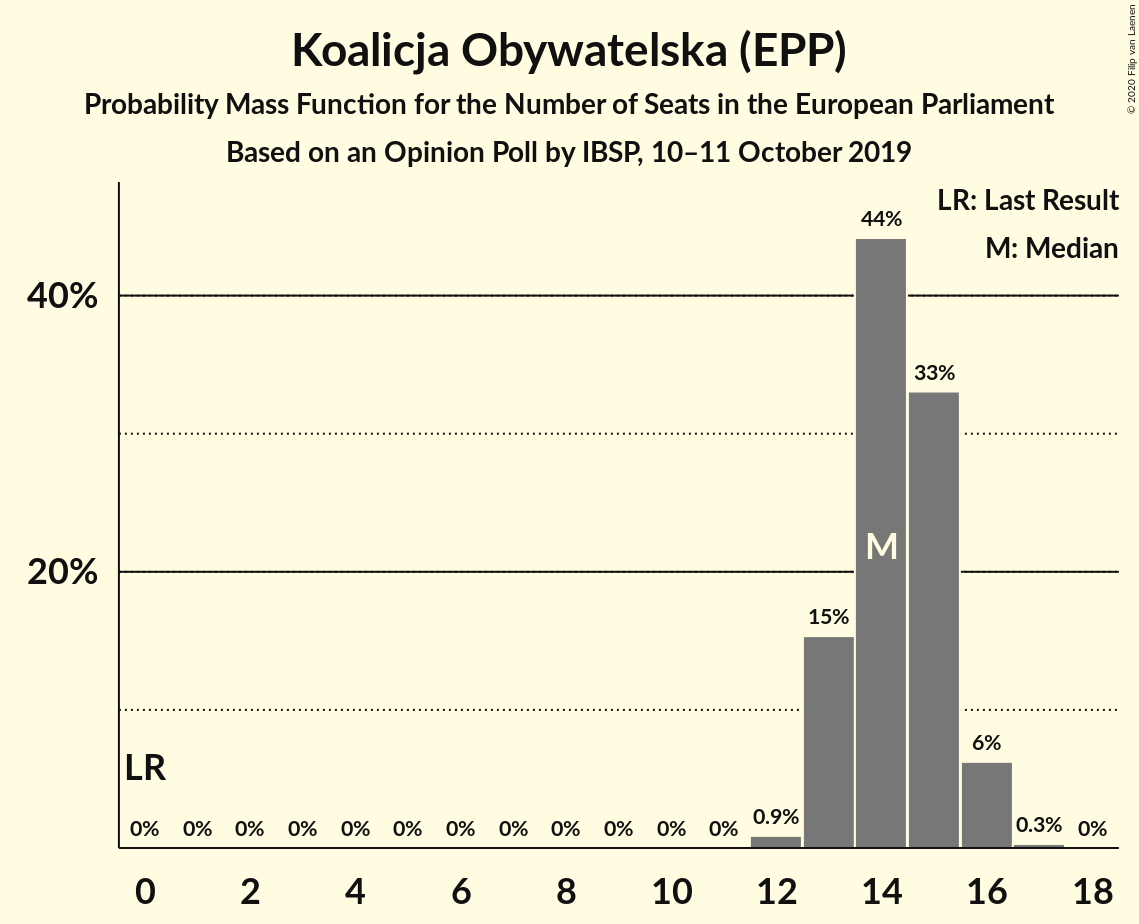 Koalicja Obywatelska (EPP)
Probability Mass Function for the Number of Seats in the European Parliament
Based on an Opinion Poll by IBSP, 10–11 October 2019
© 2020 Filip van Laenen
LR: Last Result
M: Median
44%
40%
33%
M
20%
15%
6%
LR
0% 0% 0% 0% 0% 0% 0% 0% 0% 0% 0% 0% 0.9% 0.3% 0%
0 2 4 6 8 10 12 14 16 18